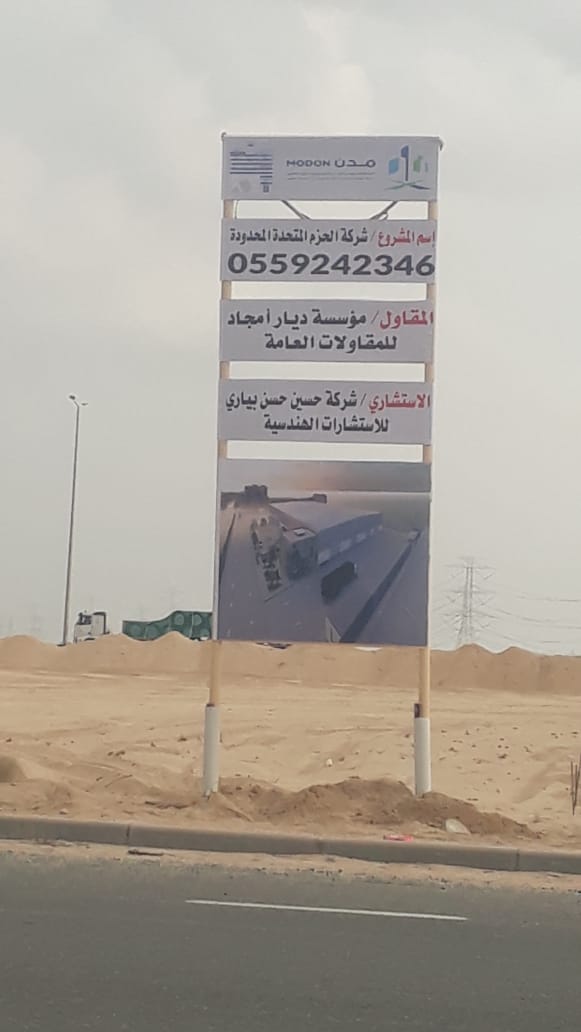 مدن MODON
إسم المشروع / شركة الحزم المتحدة المحدودة
0559242346
المقاول / مؤسسة ديار أمجاد
للمقاولات العامة
الاستشاري / شركة حسين حسن بياري
للاستشارات الهندسية